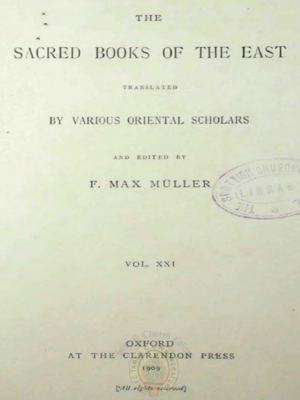 THE
SACRED BOOKS OF THE EAST
TRANSLATED
BY VARIOUS ORIENTAL SCHOLARS
AND EDITED BY
F. MAX MÜLLER
VOL. XXI
OXFORD
AT THE CLARENDON PRESS
1909
[All rights reserved]